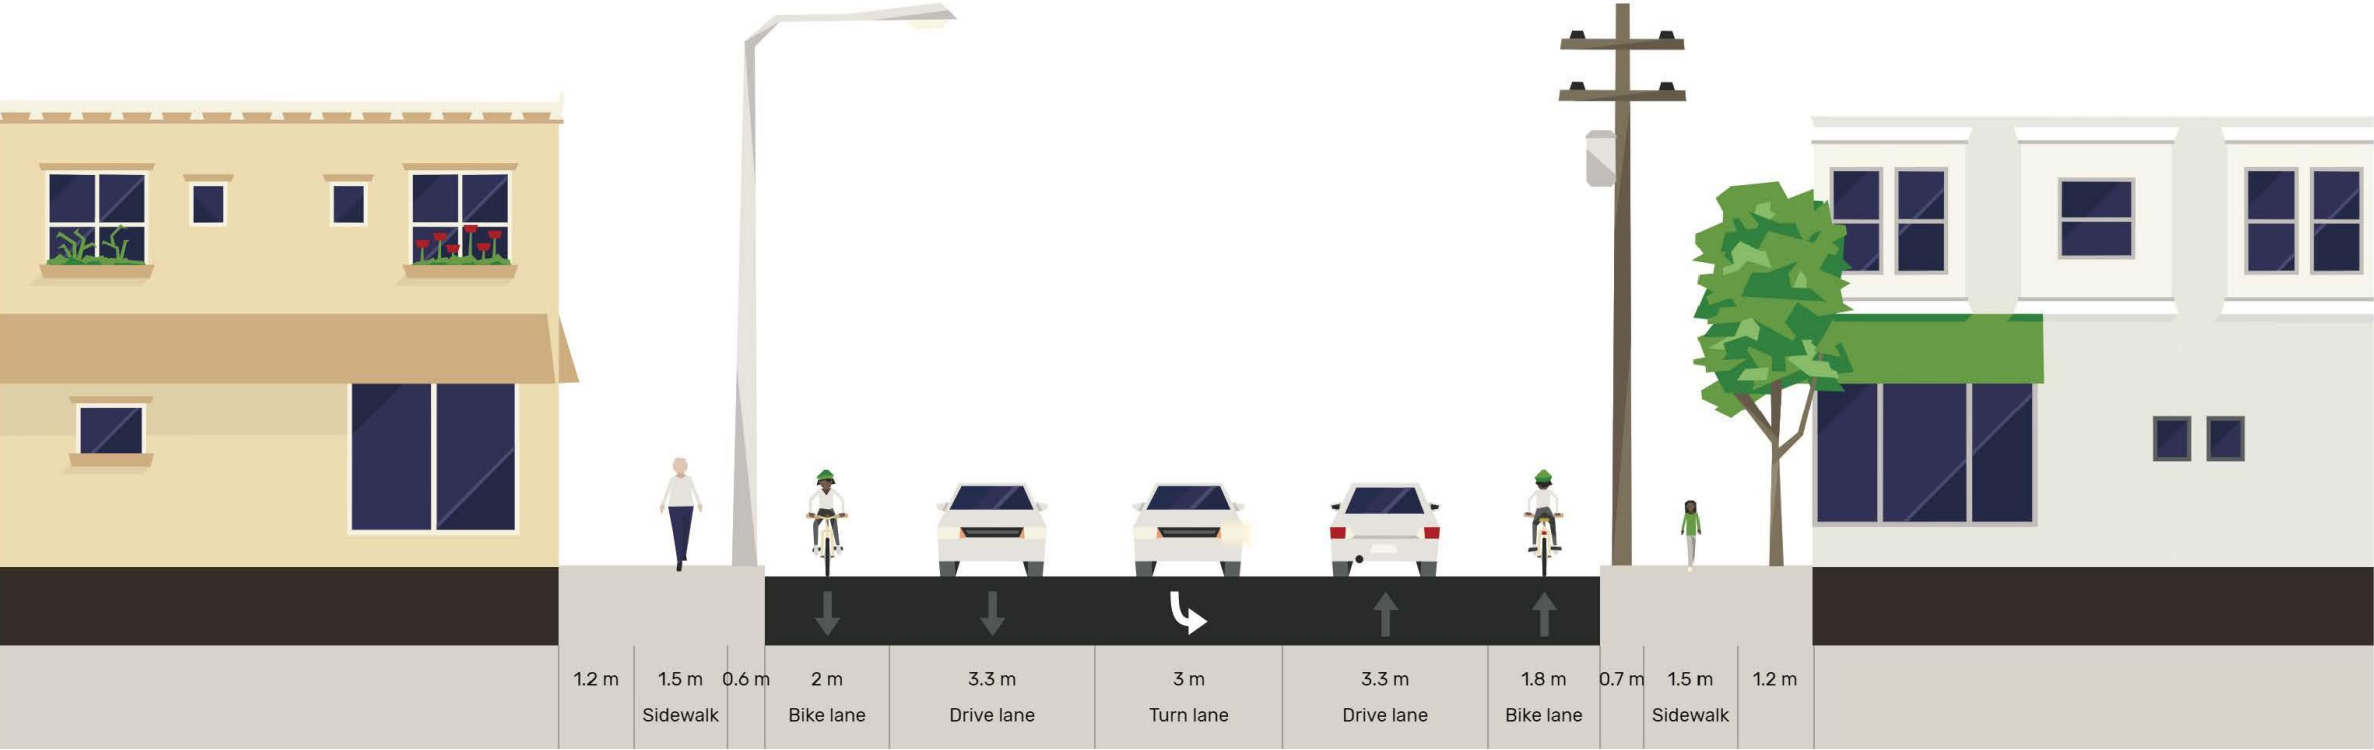 1.2 m 1.5 m 0.6 m 2 m 3.3 m 3 m 3.3 m 1.8 m 0.7 m 1.5 m 1.2 m
Sidewalk Bike lane Drive lane Turn lane Drive lane Bike lane Sidewalk